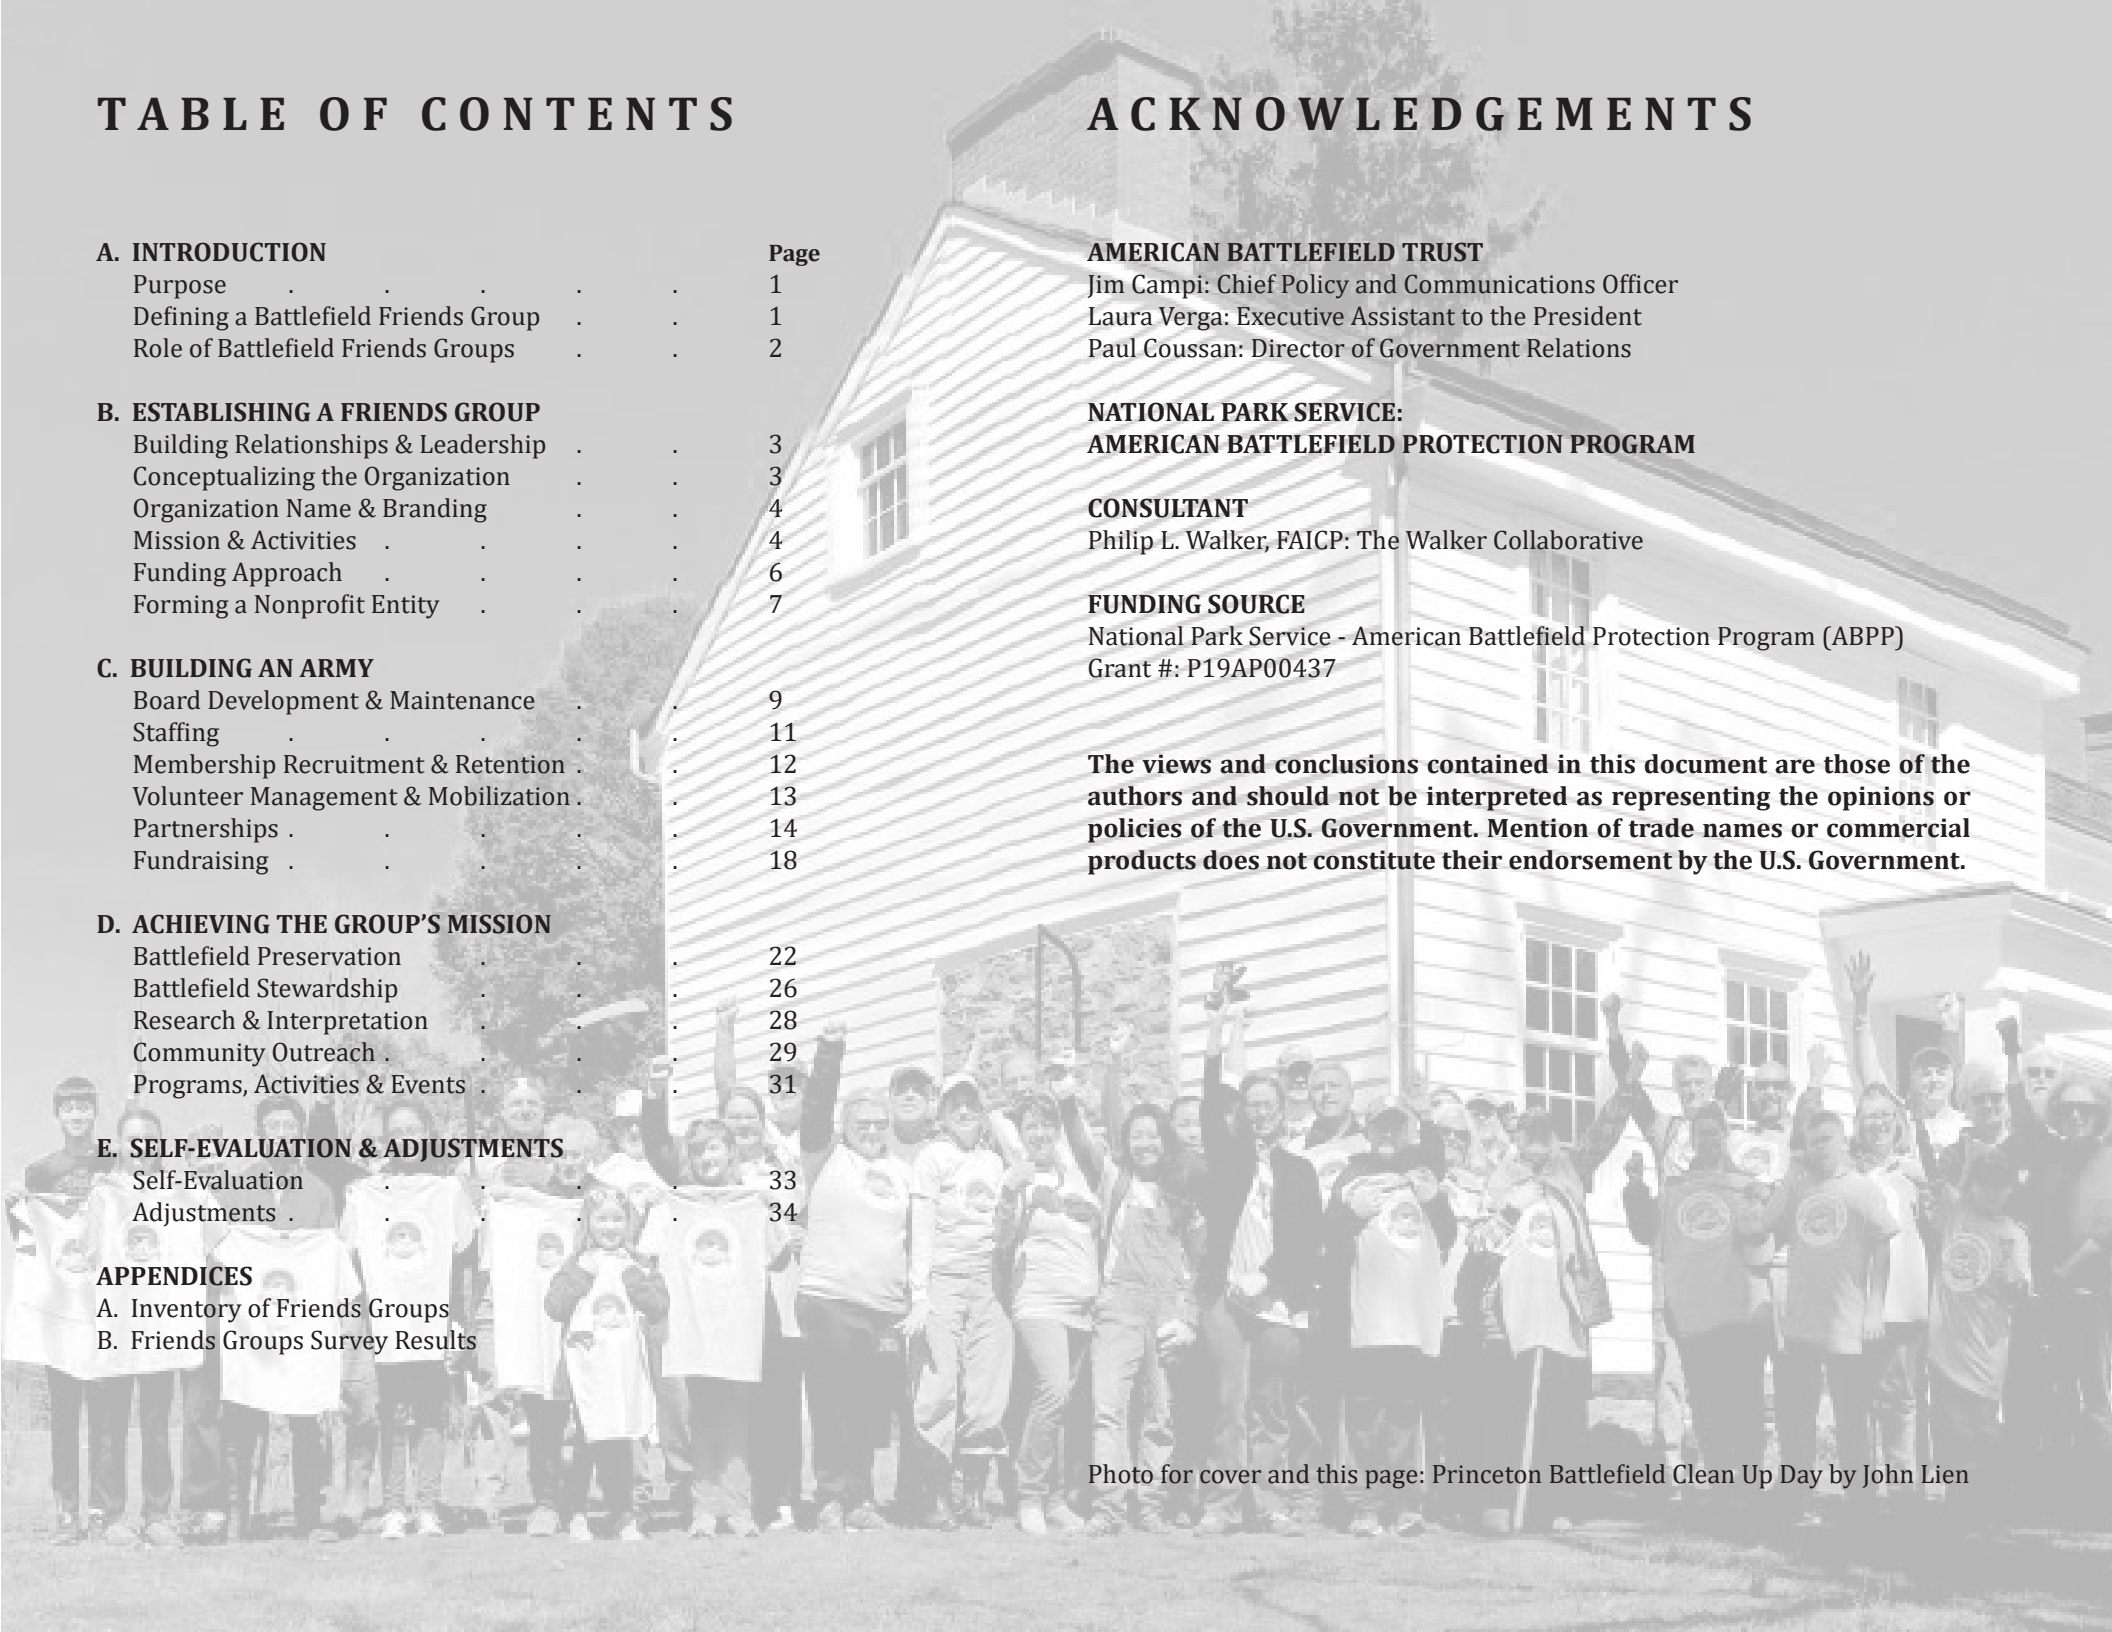 TABLE OF CONTENTS
A. INTRODUCTION Page
Purpose . . . . . 1
Defining a Battlefield Friends Group . . 1
Role of Battlefield Friends Groups . . 2
B. ESTABLISHING A FRIENDS GROUP
Building Relationships & Leadership . . 3
Conceptualizing the Organization . . 3
Organization Name & Branding . . 4
Mission & Activities . . . . 4
Funding Approach . . . . 6
Forming a Nonprofit Entity . . . 7
C. BUILDING AN ARMY
Board Development & Maintenance . . 9
Staffing . . . . . 11
Membership Recruitment & Retention . . 12
Volunteer Management & Mobilization . . 13
Partnerships . . . . . 14
Fundraising . . . . . 18
D. ACHIEVING THE GROUP’S MISSION
Battlefield Preservation . . . 22
Battlefield Stewardship . . . 26
Research & Interpretation . . . 28
Community Outreach . . . . 29
Programs, Activities & Events . . . 31
E. SELF-EVALUATION & ADJUSTMENTS
Self-Evaluation . . . . 33
Adjustments . . . . . 34
APPENDICES
A. Inventory of Friends Groups
B. Friends Groups Survey Results
ACKNOWLEDGEMENTS
AMERICAN BATTLEFIELD TRUST
Jim Campi: Chief Policy and Communications Officer
Laura Verga: Executive Assistant to the President
Paul Coussan: Director of Government Relations
NATIONAL PARK SERVICE:
AMERICAN BATTLEFIELD PROTECTION PROGRAM
CONSULTANT
Philip L. Walker, FAICP: The Walker Collaborative
FUNDING SOURCE
National Park Service - American Battlefield Protection Program (ABPP)
Grant #: P19AP00437
The views and conclusions contained in this document are those of the
authors and should not be interpreted as representing the opinions or
policies of the U.S. Government. Mention of trade names or commercial
products does not constitute their endorsement by the U.S. Government.
Photo for cover and this page: Princeton Battlefield Clean Up Day by John Lien